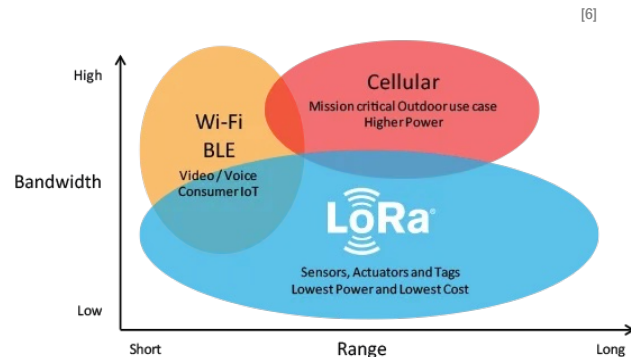 [6]
High
Cellular
Mission critical Outdoor use case
Higher Power
Wi-Fi
BLE
Video / Voice
Consumer IoT
Bandwidth
LoRa®
Sensors, Actuators and Tags
Lowest Power and Lowest Cost
Low
Short
Range
Long